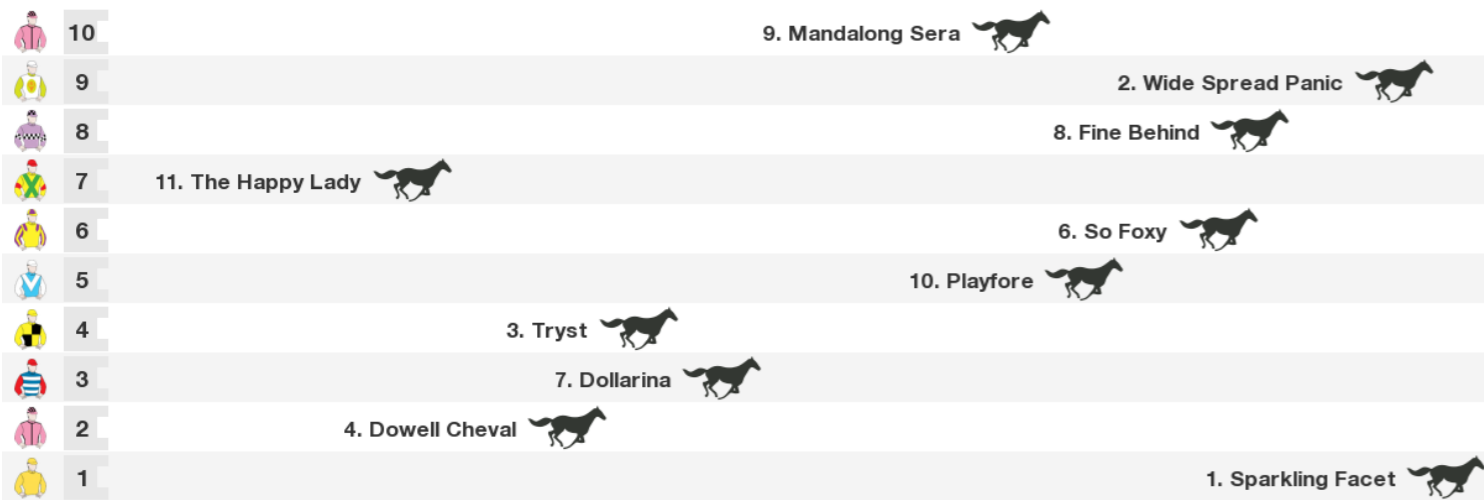 10 9. Mandalong Sera
9 2. Wide Spread Panic
8 8. Fine Behind
7 11. The Happy Lady
6 6. So Foxy
5 10. Playfore
4 3. Tryst
3 7. Dollarina
2 4. Dowell Cheval
1 1. Sparkling Facet